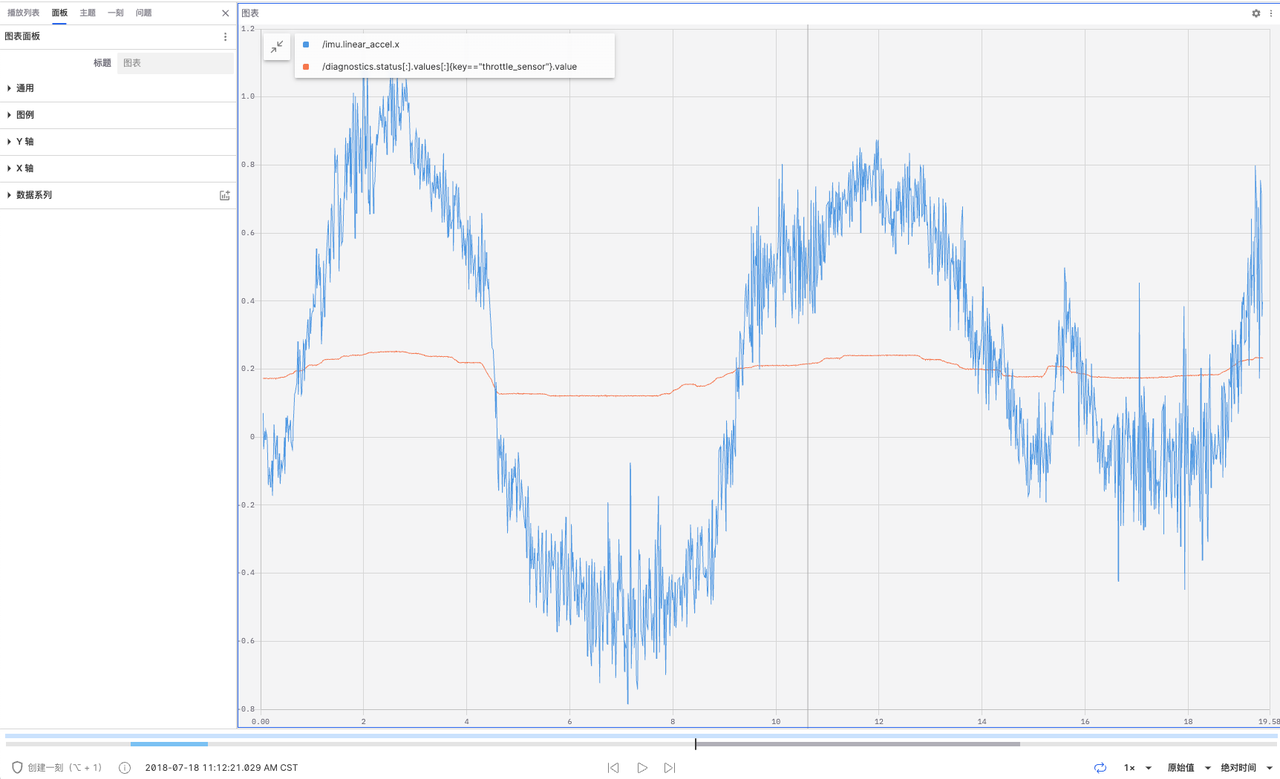 播放列表 面板 主题 一刻 问题
图表面板
标题 图表
通用
图例
Y 轴
X 轴
数据系列
图表
/imu.linear_accel.x
/diagnostics.status[:].values[:]{key=="throttle_sensor"}.value
1.2
1.0
0.8
0.6
0.4
0.2
0
-0.2
-0.4
-0.6
-0.8
0.00 2 4 6 8 10 12 14 16 18 19.58
创建一刻 (⌥ + 1) 2018-07-18 11:12:21.029 AM CST 1× 原始值 绝对时间